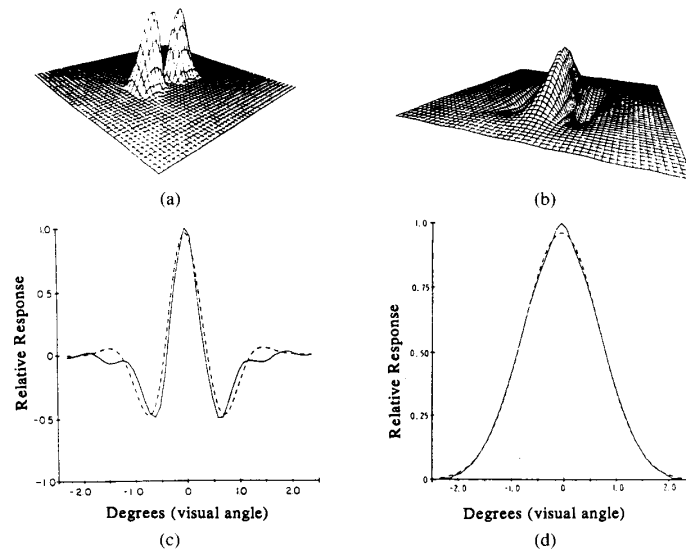 (a)
(b)
1.0
0.5
0
-0.5
-1.0
Relative Response
-2.0
-1.0
0
1.0
2.0
Degrees (visual angle)
(c)
1.0
0.75
0.50
0.25
0
Relative Response
-2.0
-1.0
0
1.0
2.0
Degrees (visual angle)
(d)